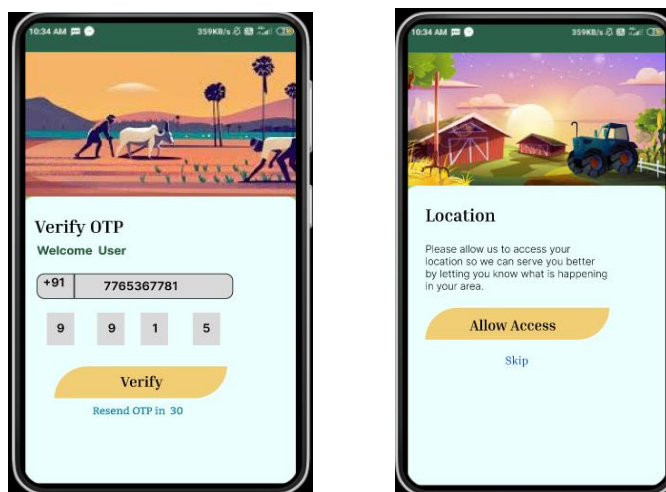 10:34 AM
359KB/s
Verify OTP
Welcome User
+91 7765367781
9 9 1 5
Verify
Resend OTP in 30
10:34 AM
359KB/s
Location
Please allow us to access your
location so we can serve you better
by letting you know what is happening
in your area.
Allow Access
Skip